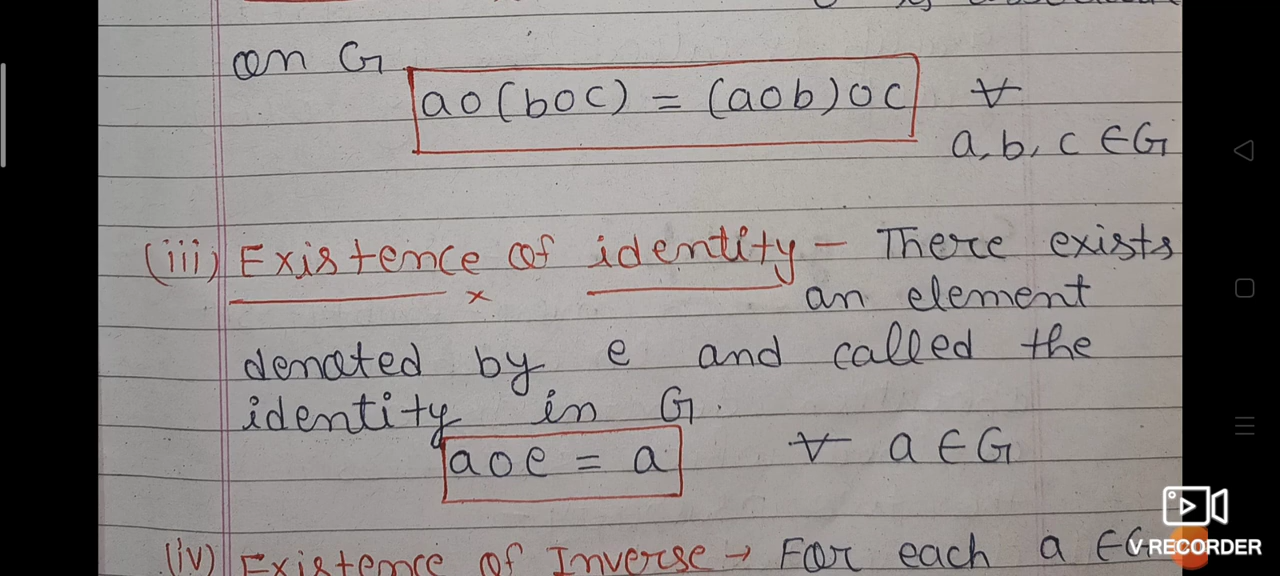 on G
ao(boc) = (aob)oc ∀
a, b, c ∈ G
(iii) Existence of identity – There exists
an element
denoted by e and called the
identity in G.
aoe = a ∀ a ∈ G
(iv) Existence of Inverse → For each a ∈ G
V·RECORDER